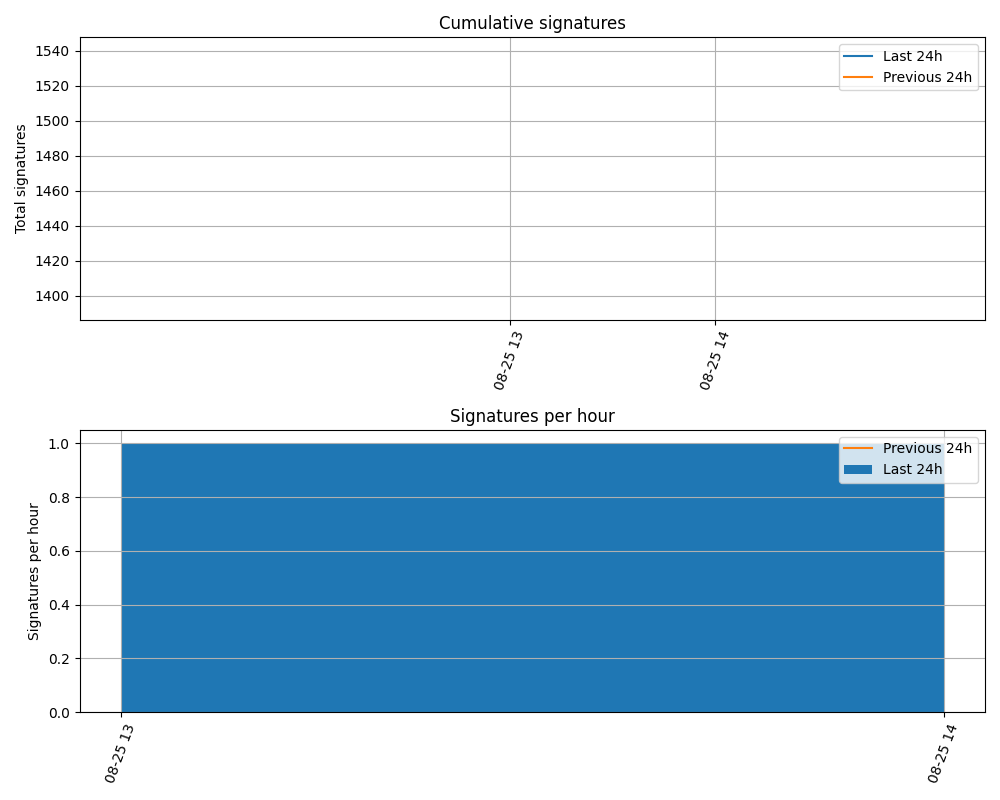 Cumulative signatures
Last 24h
Previous 24h
1540
1520
1500
1480
1460
1440
1420
1400
Total signatures
08-25 13
08-25 14
Signatures per hour
Previous 24h
Last 24h
1.0
0.8
0.6
0.4
0.2
0.0
Signatures per hour
08-25 13
08-25 14